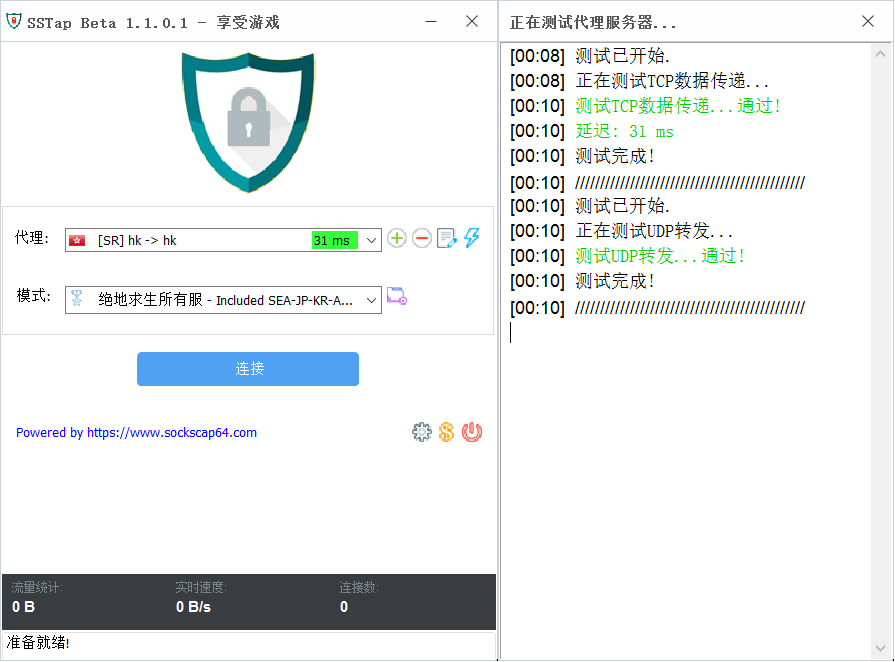 SSTap Beta 1.1.0.1 - 享受游戏
代理:
[SR] hk -> hk
31 ms
模式:
绝地求生所有服 - Included SEA-JP-KR-A...
连接
Powered by https://www.sockscap64.com
流量统计:
实时速度:
连接数:
0 B
0 B/s
0
准备就绪!
正在测试代理服务器...
[00:08] 测试已开始.
[00:08] 正在测试TCP数据传递...
[00:10] 测试TCP数据传递...通过!
[00:10] 延迟: 31 ms
[00:10] 测试完成!
[00:10] //////////////////////////////////////////////
[00:10] 测试已开始.
[00:10] 正在测试UDP转发...
[00:10] 测试UDP转发...通过!
[00:10] 测试完成!
[00:10] //////////////////////////////////////////////